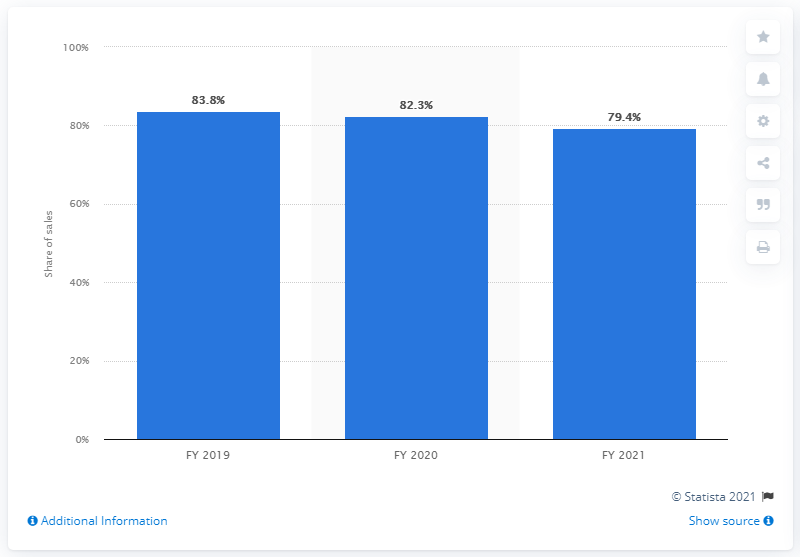 100%
80%
60%
40%
20%
0%
Share of sales
83.8%
82.3%
79.4%
FY 2019
FY 2020
FY 2021
© Statista 2021
Additional Information
Show source